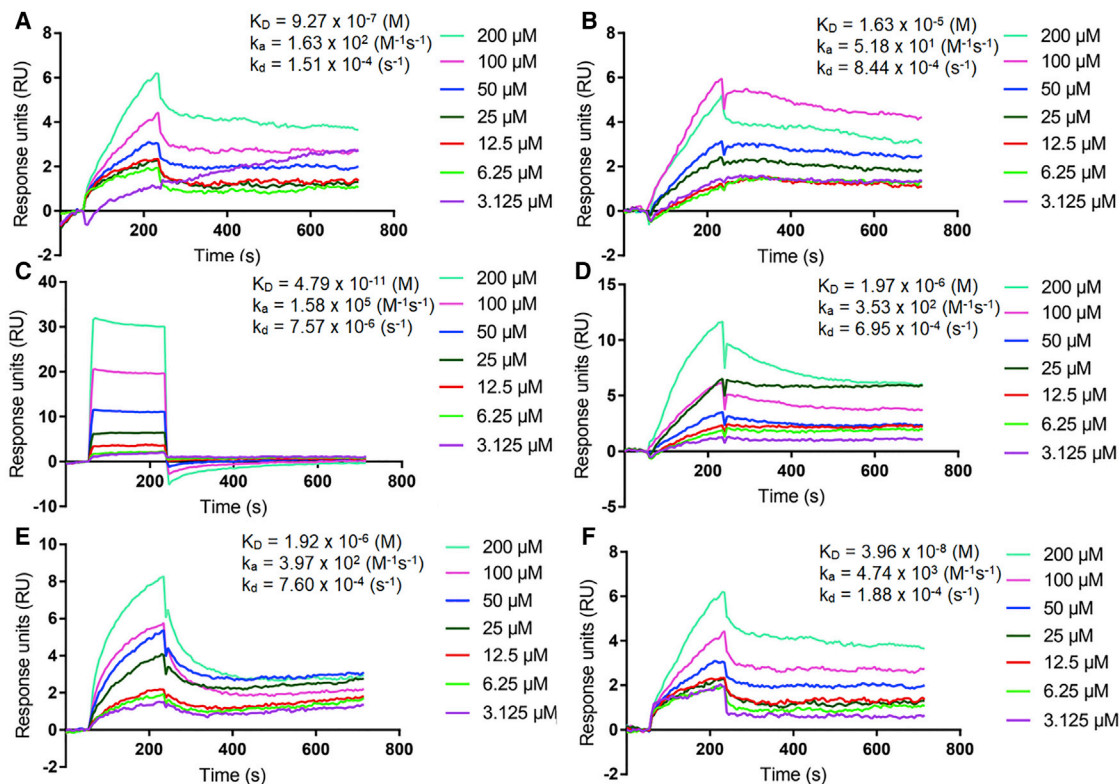 A
K_D = 9.27 x 10⁻⁷ (M)
kₐ = 1.63 x 10² (M⁻¹s⁻¹)
k_d = 1.51 x 10⁻⁴ (s⁻¹)
200 µM
100 µM
50 µM
25 µM
12.5 µM
6.25 µM
3.125 µM
Response units (RU)
8
6
4
2
0
-2
200
400
600
800
Time (s)
B
K_D = 1.63 x 10⁻⁵ (M)
kₐ = 5.18 x 10¹ (M⁻¹s⁻¹)
k_d = 8.44 x 10⁻⁴ (s⁻¹)
200 µM
100 µM
50 µM
25 µM
12.5 µM
6.25 µM
3.125 µM
Response units (RU)
8
6
4
2
0
-2
200
400
600
800
Time (s)
C
K_D = 4.79 x 10⁻¹¹ (M)
kₐ = 1.58 x 10⁵ (M⁻¹s⁻¹)
k_d = 7.57 x 10⁻⁶ (s⁻¹)
200 µM
100 µM
50 µM
25 µM
12.5 µM
6.25 µM
3.125 µM
Response units (RU)
40
30
20
10
0
-10
200
400
600
800
Time (s)
D
K_D = 1.97 x 10⁻⁶ (M)
kₐ = 3.53 x 10² (M⁻¹s⁻¹)
k_d = 6.95 x 10⁻⁴ (s⁻¹)
200 µM
100 µM
50 µM
25 µM
12.5 µM
6.25 µM
3.125 µM
Response units (RU)
15
10
5
0
-5
200
400
600
800
Time (s)
E
K_D = 1.92 x 10⁻⁶ (M)
kₐ = 3.97 x 10² (M⁻¹s⁻¹)
k_d = 7.60 x 10⁻⁴ (s⁻¹)
200 µM
100 µM
50 µM
25 µM
12.5 µM
6.25 µM
3.125 µM
Response units (RU)
10
8
6
4
2
0
-2
200
400
600
800
Time (s)
F
K_D = 3.96 x 10⁻⁸ (M)
kₐ = 4.74 x 10³ (M⁻¹s⁻¹)
k_d = 1.88 x 10⁻⁴ (s⁻¹)
200 µM
100 µM
50 µM
25 µM
12.5 µM
6.25 µM
3.125 µM
Response units (RU)
8
6
4
2
0
-2
200
400
600
800
Time (s)